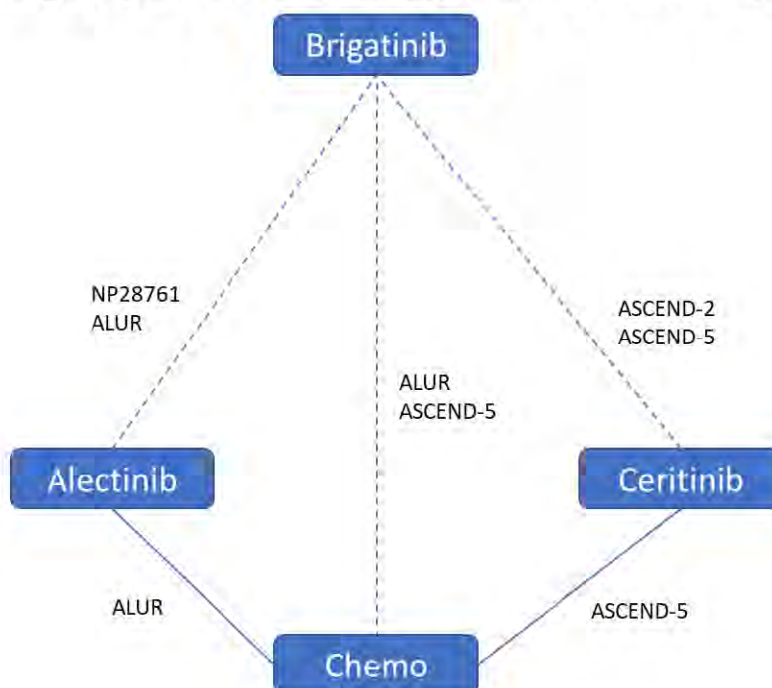 Brigatinib
NP28761
ALUR
ASCEND-2
ASCEND-5
ALUR
ASCEND-5
Alectinib
Ceritinib
ALUR
ASCEND-5
Chemo